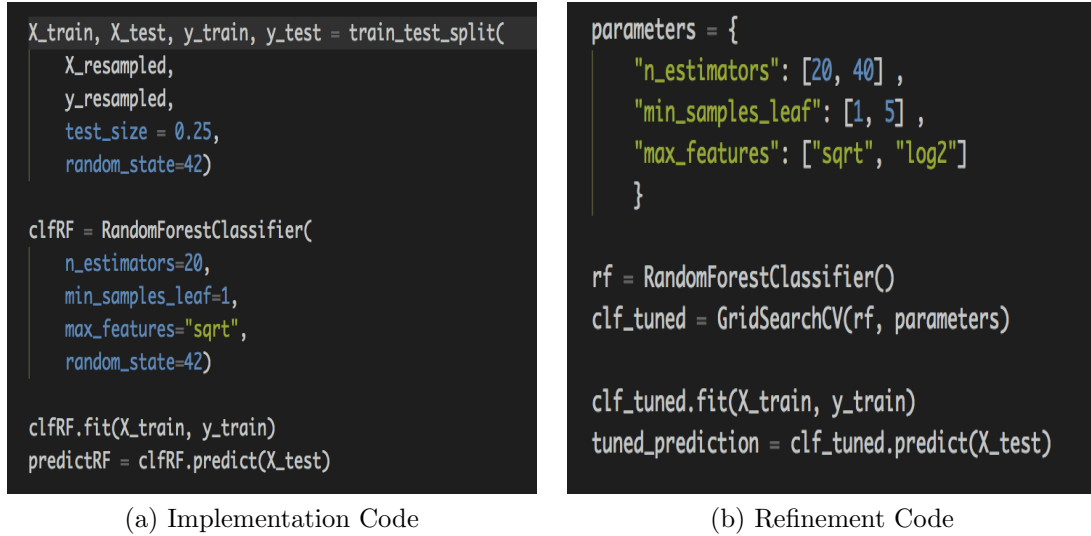 X_train, X_test, y_train, y_test = train_test_split(
X_resampled,
y_resampled,
test_size = 0.25,
random_state=42)
clfRF = RandomForestClassifier(
n_estimators=20,
min_samples_leaf=1,
max_features="sqrt",
random_state=42)
clfRF.fit(X_train, y_train)
predictRF = clfRF.predict(X_test)
(a) Implementation Code
parameters = {
"n_estimators": [20, 40] ,
"min_samples_leaf": [1, 5] ,
"max_features": ["sqrt", "log2"]
}
rf = RandomForestClassifier()
clf_tuned = GridSearchCV(rf, parameters)
clf_tuned.fit(X_train, y_train)
tuned_prediction = clf_tuned.predict(X_test)
(b) Refinement Code